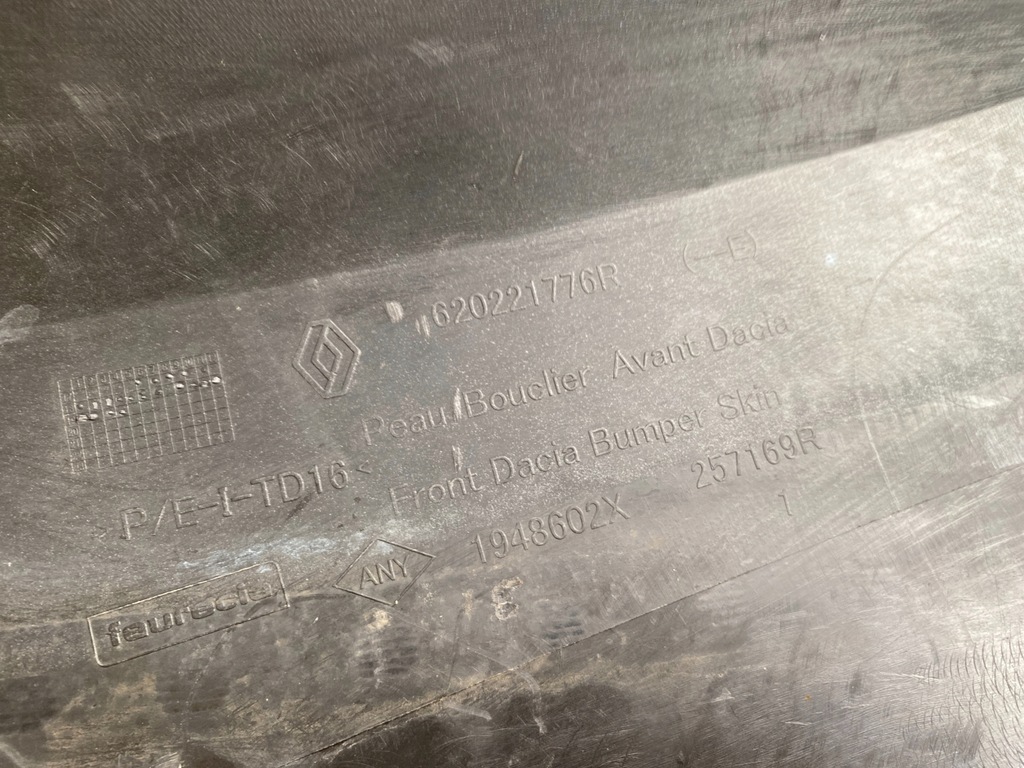 620221776R (--E)
Peau Bouclier Avant Dacia
Front Dacia Bumper Skin
>P/E-I-TD16<
1948602X 257169R
1
faurecia
ANY